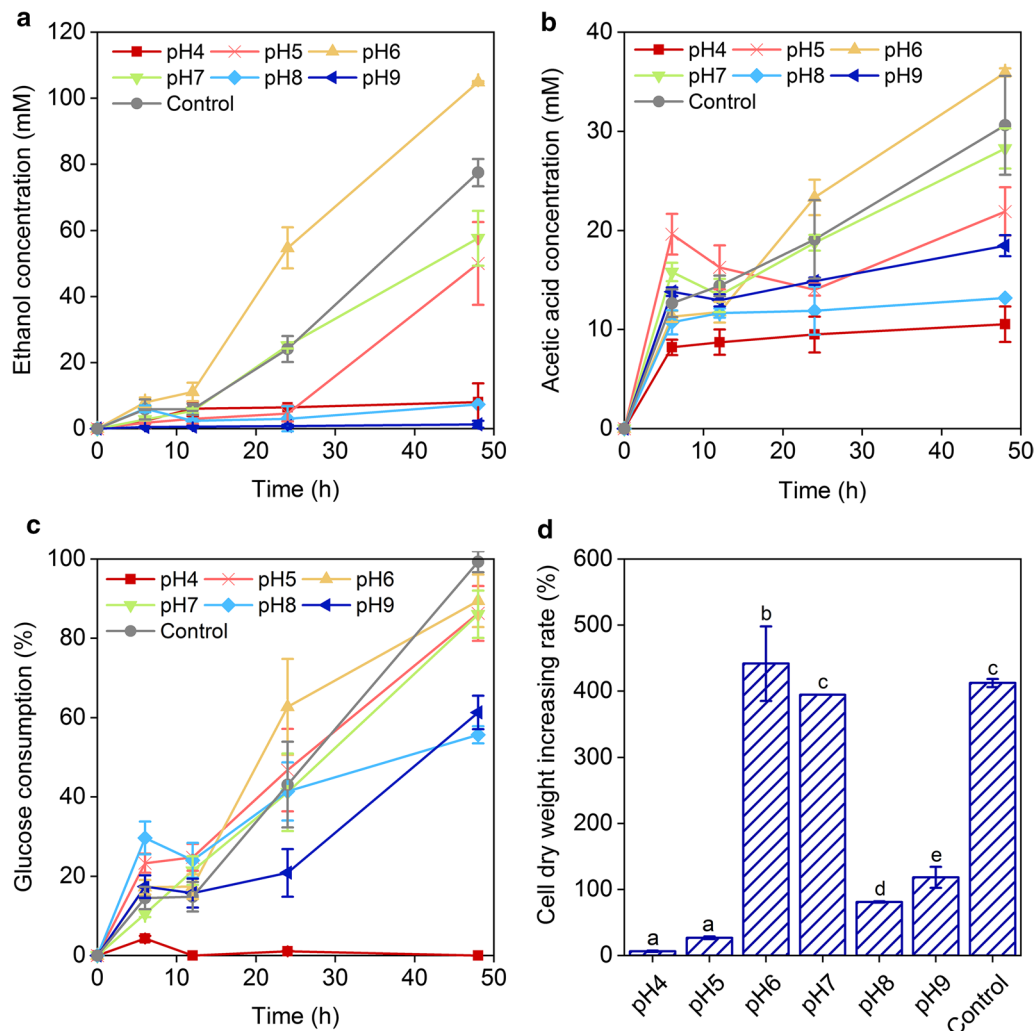 a
120
100
80
60
40
20
0
Ethanol concentration (mM)
pH4 pH5 pH6
pH7 pH8 pH9
Control
0 10 20 30 40 50
Time (h)
b
40
30
20
10
0
Acetic acid concentration (mM)
pH4 pH5 pH6
pH7 pH8 pH9
Control
0 10 20 30 40 50
Time (h)
c
100
80
60
40
20
0
Glucose consumption (%)
pH4 pH5 pH6
pH7 pH8 pH9
Control
0 10 20 30 40 50
Time (h)
d
600
500
400
300
200
100
0
Cell dry weight increasing rate (%)
a a b c d e c
pH4 pH5 pH6 pH7 pH8 pH9 Control